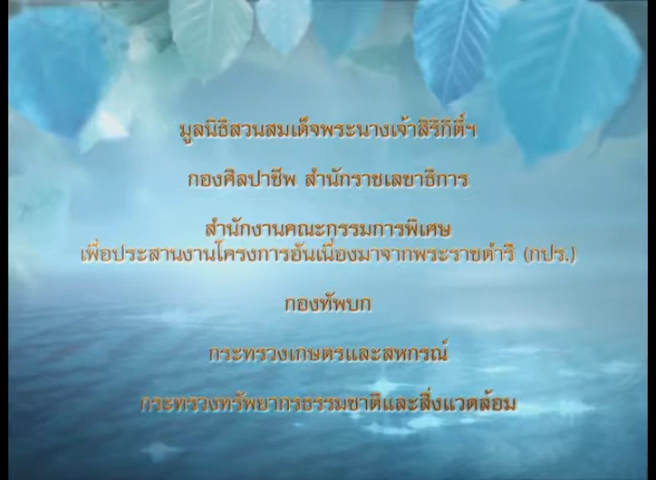 มูลนิธิสวนสมเด็จพระนางเจ้าสิริกิติ์ฯ
กองศิลปาชีพ สำนักราชเลขาธิการ
สำนักงานคณะกรรมการพิเศษ
เพื่อประสานงานโครงการอันเนื่องมาจากพระราชดำริ (กปร.)
กองทัพบก
กระทรวงเกษตรและสหกรณ์
กระทรวงทรัพยากรธรรมชาติและสิ่งแวดล้อม